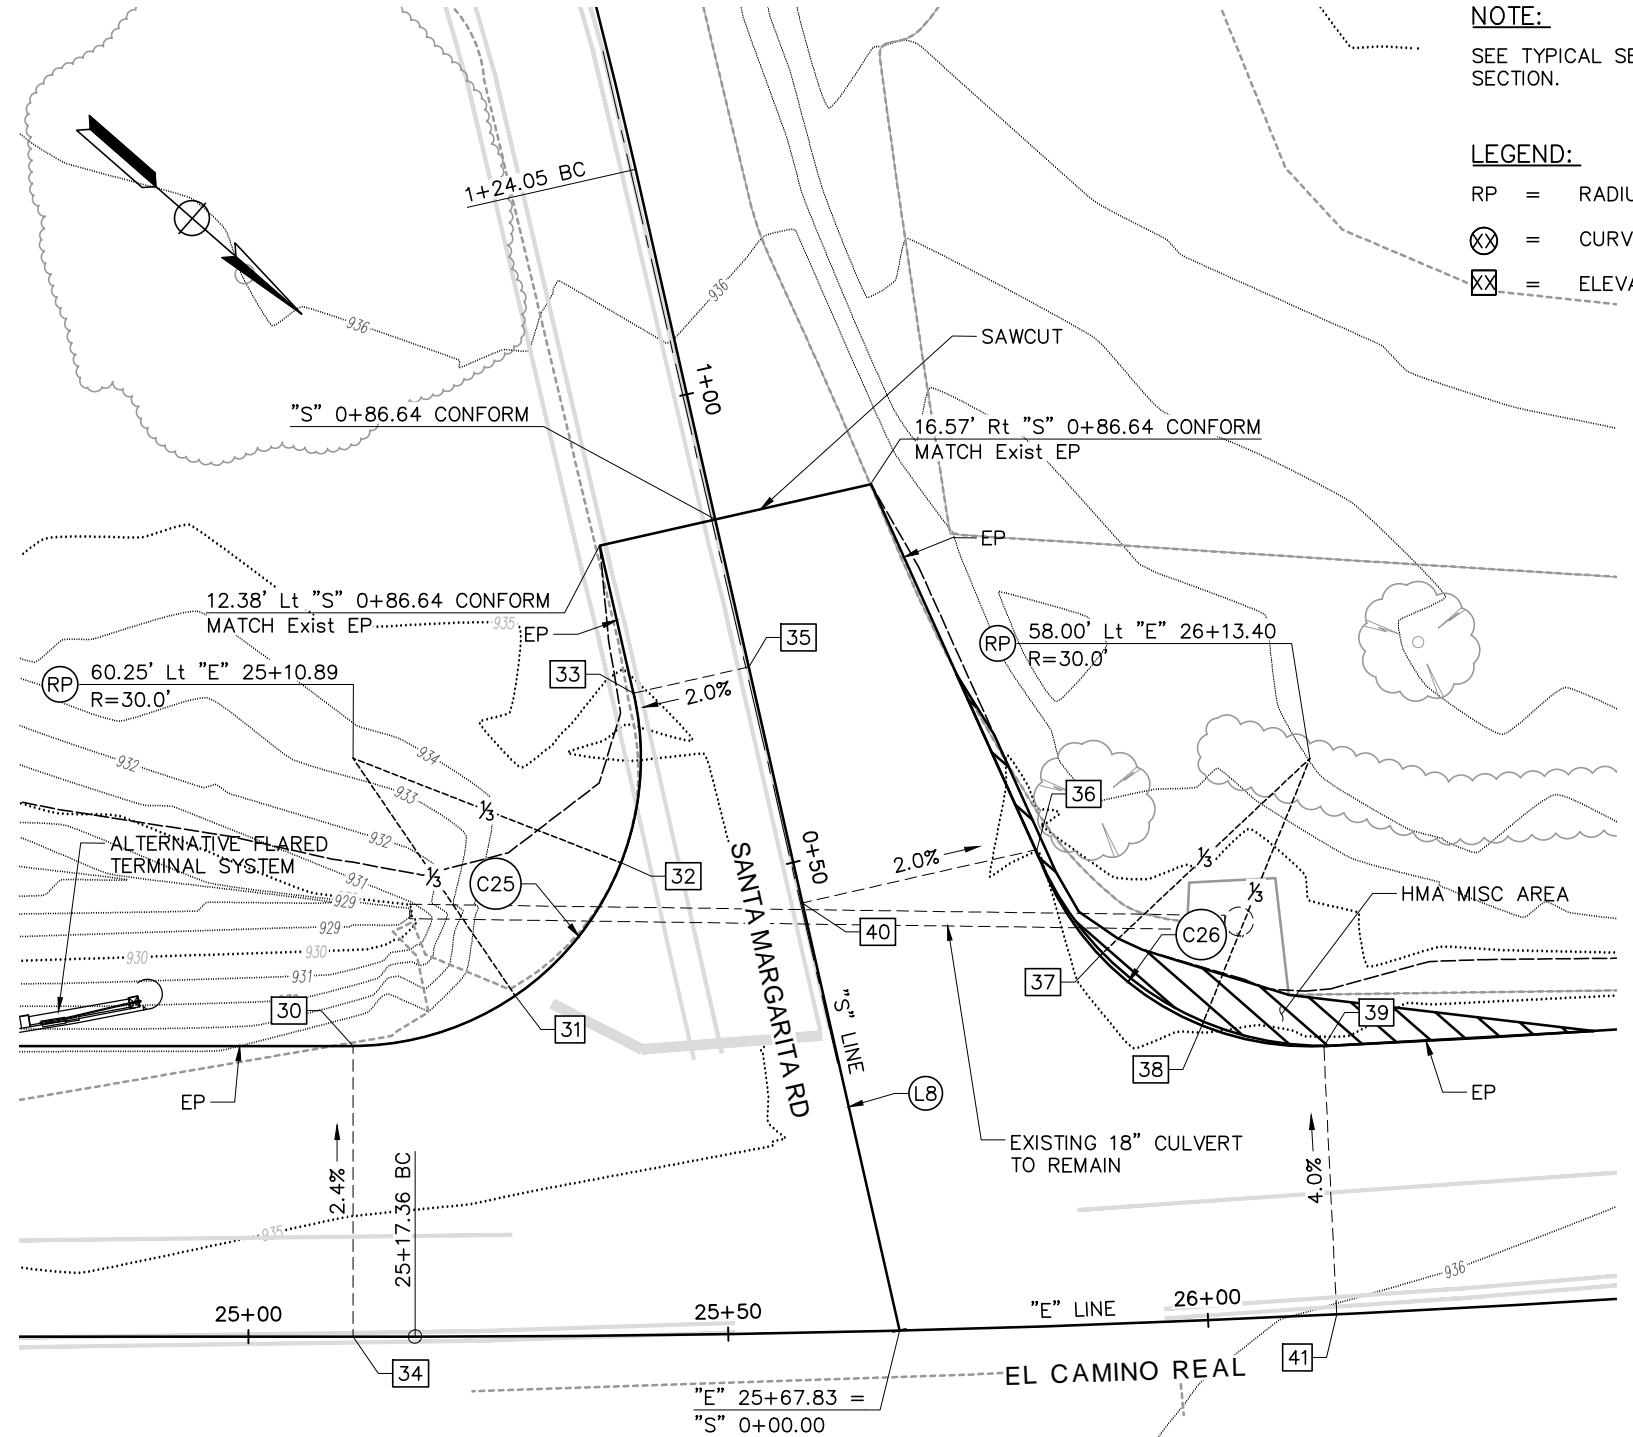 NOTE:
SEE TYPICAL SE
SECTION.
LEGEND:
RP = RADIU
XX = CURV
XX = ELEVA
1+24.05 BC
936
936
SAWCUT
1+00
"S" 0+86.64 CONFORM
16.57' Rt "S" 0+86.64 CONFORM
MATCH Exist EP
EP
12.38' Lt "S" 0+86.64 CONFORM
MATCH Exist EP
935
EP
35
33
2.0%
RP
60.25' Lt "E" 25+10.89
R=30.0'
RP
58.00' Lt "E" 26+13.40
R=30.0'
934
932
933
932
931
929
929
930
930
931
1/3
1/3
ALTERNATIVE FLARED
TERMINAL SYSTEM
C25
32
36
0+50
2.0%
1/3
1/3
HMA MISC AREA
40
C26
37
30
31
39
38
SANTA MARGARITA RD
"S" LINE
L8
EP
EP
EXISTING 18" CULVERT
TO REMAIN
2.4%
25+17.36 BC
4.0%
935
936
25+00
25+50
"E" LINE
26+00
34
41
EL CAMINO REAL
"E" 25+67.83 =
"S" 0+00.00